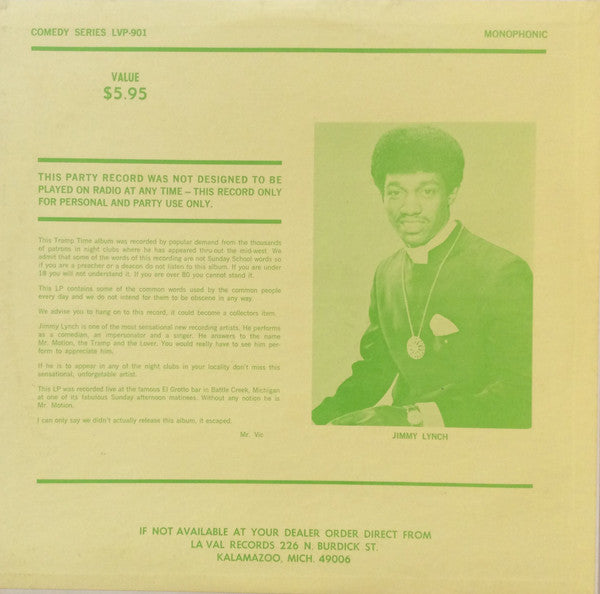 COMEDY SERIES LVP-901
MONOPHONIC
VALUE
$5.95
THIS PARTY RECORD WAS NOT DESIGNED TO BE
PLAYED ON RADIO AT ANY TIME – THIS RECORD ONLY
FOR PERSONAL AND PARTY USE ONLY.
This Tramp Time album was recorded by popular demand from the thousands
of patrons in night clubs where he has appeared thru-out the mid-west. We
admit that some of the words of this recording are not Sunday School words so
if you are a preacher or a deacon do not listen to this album. If you are under
18 you will not understand it. If you are over 80 you cannot stand it.
This LP contains some of the common words used by the common people
every day and we do not intend for them to be obscene in any way.
We advise you to hang on to this record, it could become a collectors item.
Jimmy Lynch is one of the most sensational new recording artists. He performs
as a comedian, an impersonator and a singer. He answers to the name
Mr. Motion, the Tramp and the Lover. You would really have to see him per-
form to appreciate him.
If he is to appear in any of the night clubs in your locality don't miss this
sensational, unforgetable artist.
This LP was recorded live at the famous El Grotto bar in Battle Creek, Michigan
at one of its fabulous Sunday afternoon matinees. Without any notice he is
Mr. Motion.
I can only say we didn't actually release this album, it escaped.
Mr. Vic
JIMMY LYNCH
IF NOT AVAILABLE AT YOUR DEALER ORDER DIRECT FROM
LA VAL RECORDS 226 N. BURDICK ST.
KALAMAZOO, MICH. 49006